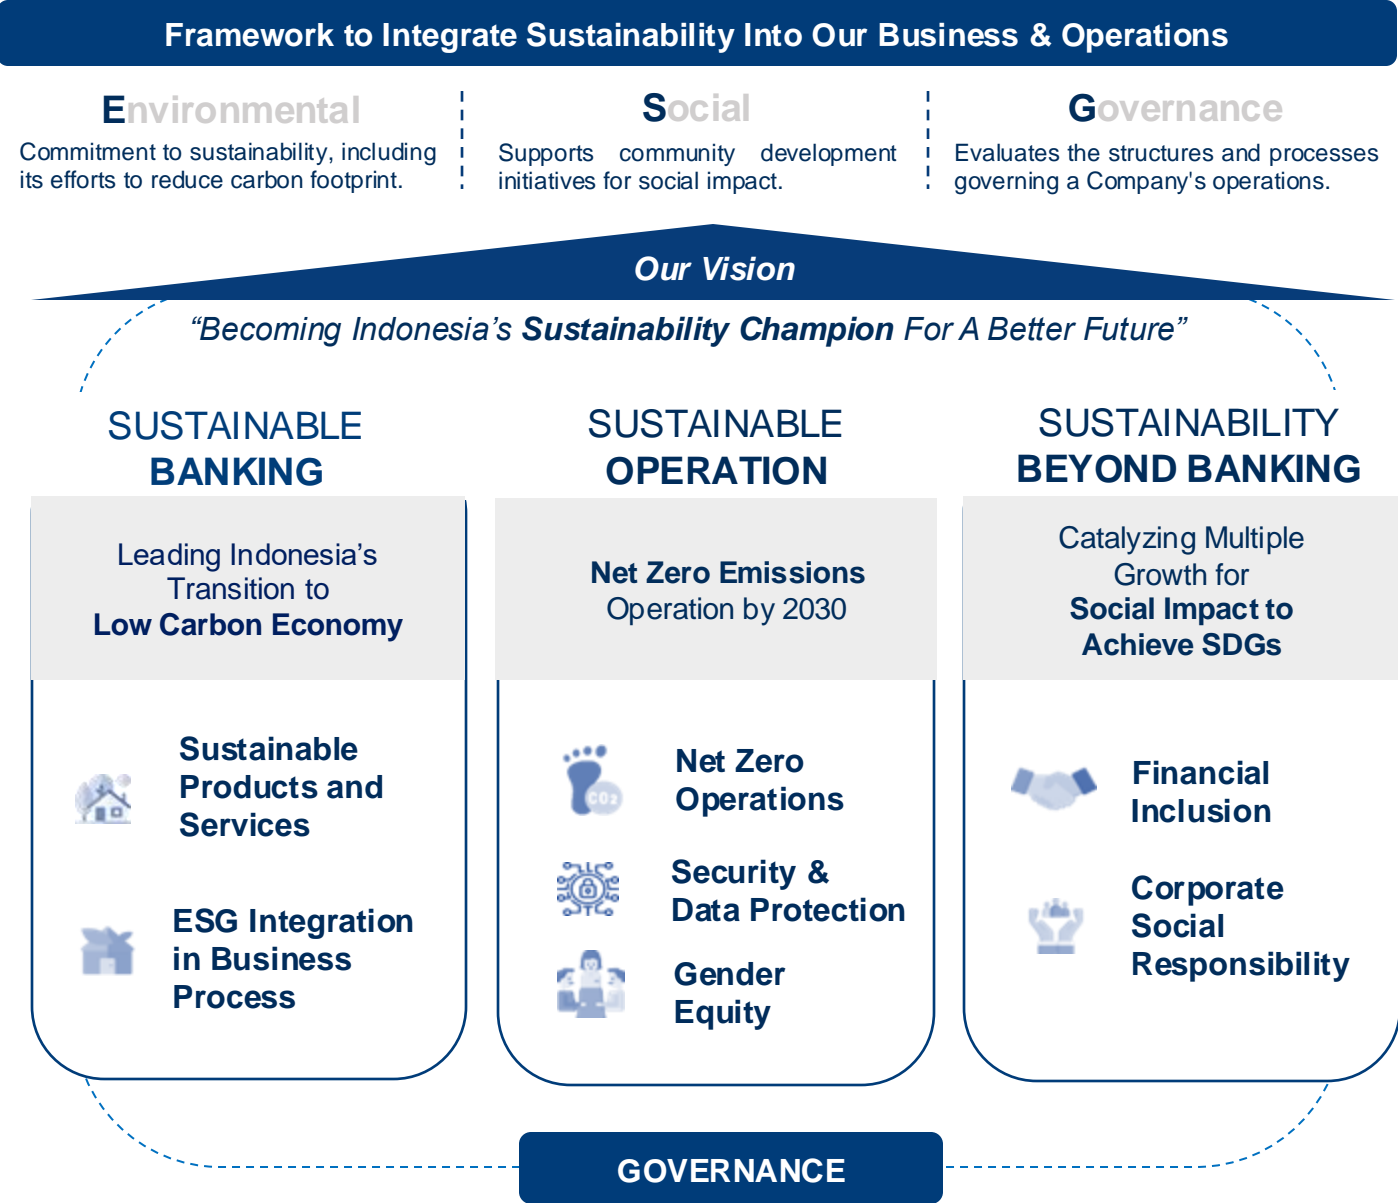 Framework to Integrate Sustainability Into Our Business & Operations
Environmental
Commitment to sustainability, including
its efforts to reduce carbon footprint.
Social
Supports community development
initiatives for social impact.
Governance
Evaluates the structures and processes
governing a Company's operations.
Our Vision
“Becoming Indonesia’s Sustainability Champion For A Better Future”
SUSTAINABLE
BANKING
Leading Indonesia’s
Transition to
Low Carbon Economy
Sustainable
Products and
Services
ESG Integration
in Business
Process
SUSTAINABLE
OPERATION
Net Zero Emissions
Operation by 2030
CO2
Net Zero
Operations
Security &
Data Protection
Gender
Equity
SUSTAINABILITY
BEYOND BANKING
Catalyzing Multiple
Growth for
Social Impact to
Achieve SDGs
Financial
Inclusion
Corporate
Social
Responsibility
GOVERNANCE